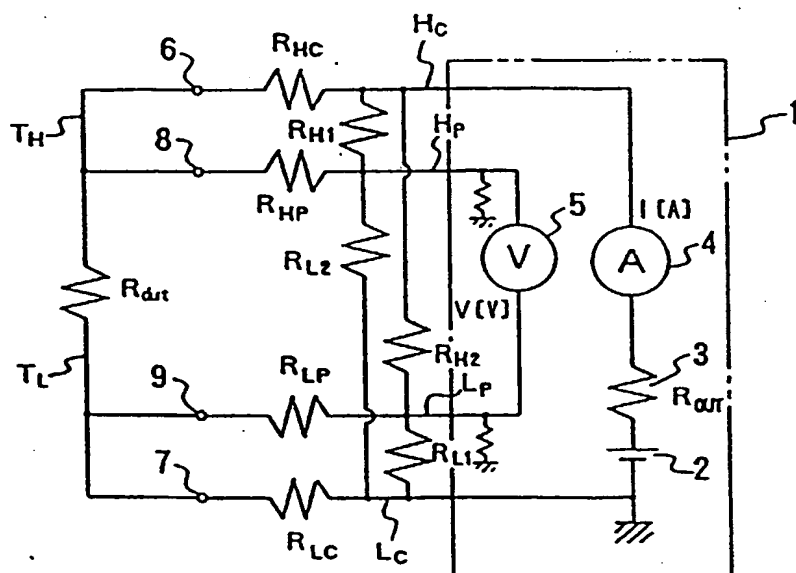 6
R_HC
H_C
1
T_H
8
R_H1
H_P
5
I [A]
4
R_HP
V
A
R_L2
R_dut
V [V]
3
T_L
9
R_LP
R_H2
L_P
R_OUT
7
R_L1
2
R_LC
L_C